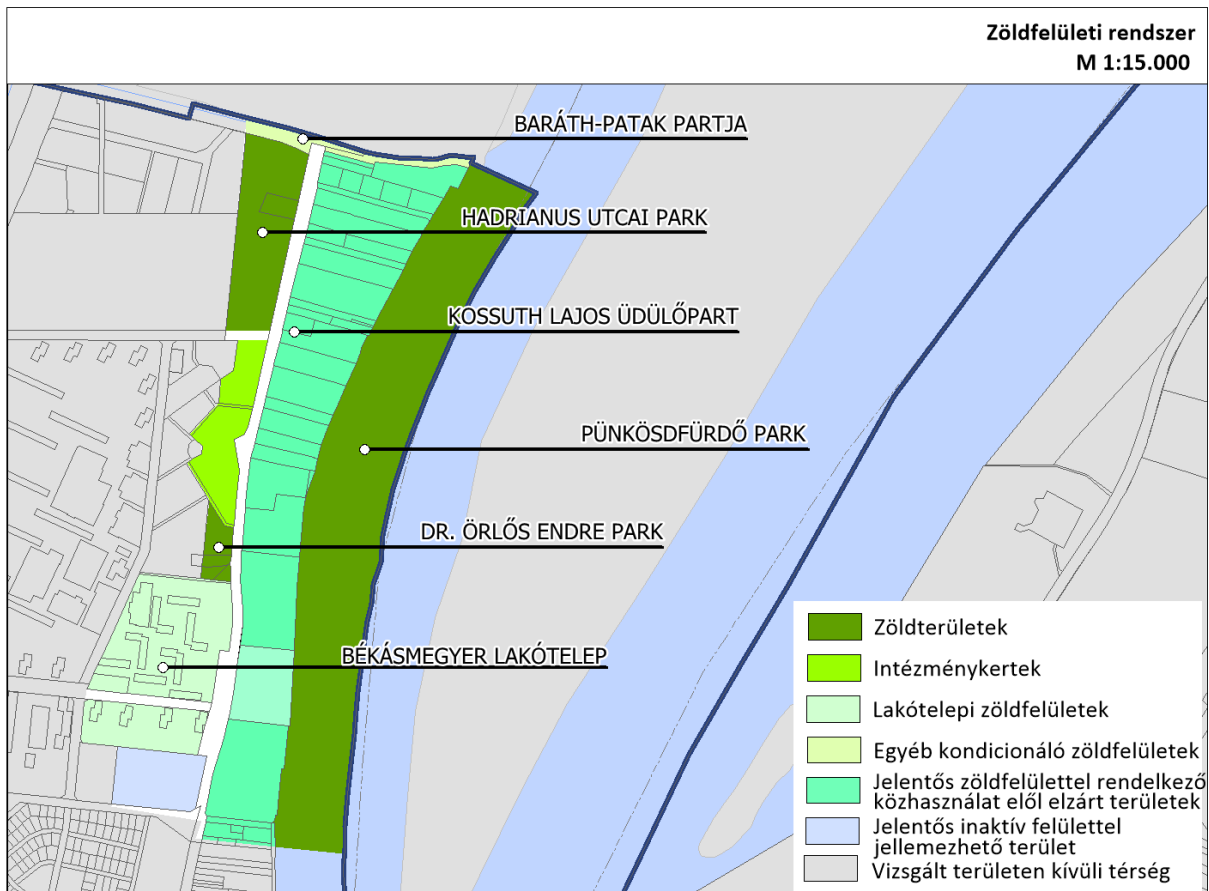 Zöldfelületi rendszer
M 1:15.000
BARÁTH-PATAK PARTJA
HADRIANUS UTCAI PARK
KOSSUTH LAJOS ÜDÜLŐPART
PÜNKÖSDFÜRDŐ PARK
DR. ÖRLŐS ENDRE PARK
BÉKÁSMEGYER LAKÓTELEP
Zöldterületek
Intézménykertek
Lakótelepi zöldfelületek
Egyéb kondicionáló zöldfelületek
Jelentős zöldfelülettel rendelkező
közhasználat elől elzárt területek
Jelentős inaktív felülettel
jellemezhető terület
Vizsgált területen kívüli térség